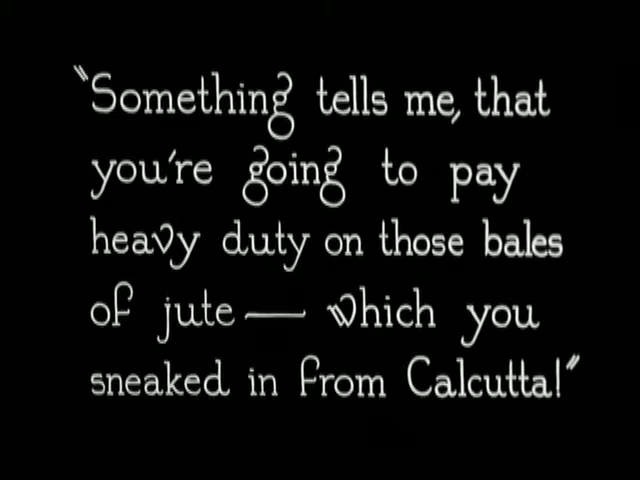 "Something tells me, that
you're going to pay
heavy duty on those bales
of jute — which you
sneaked in from Calcutta!"